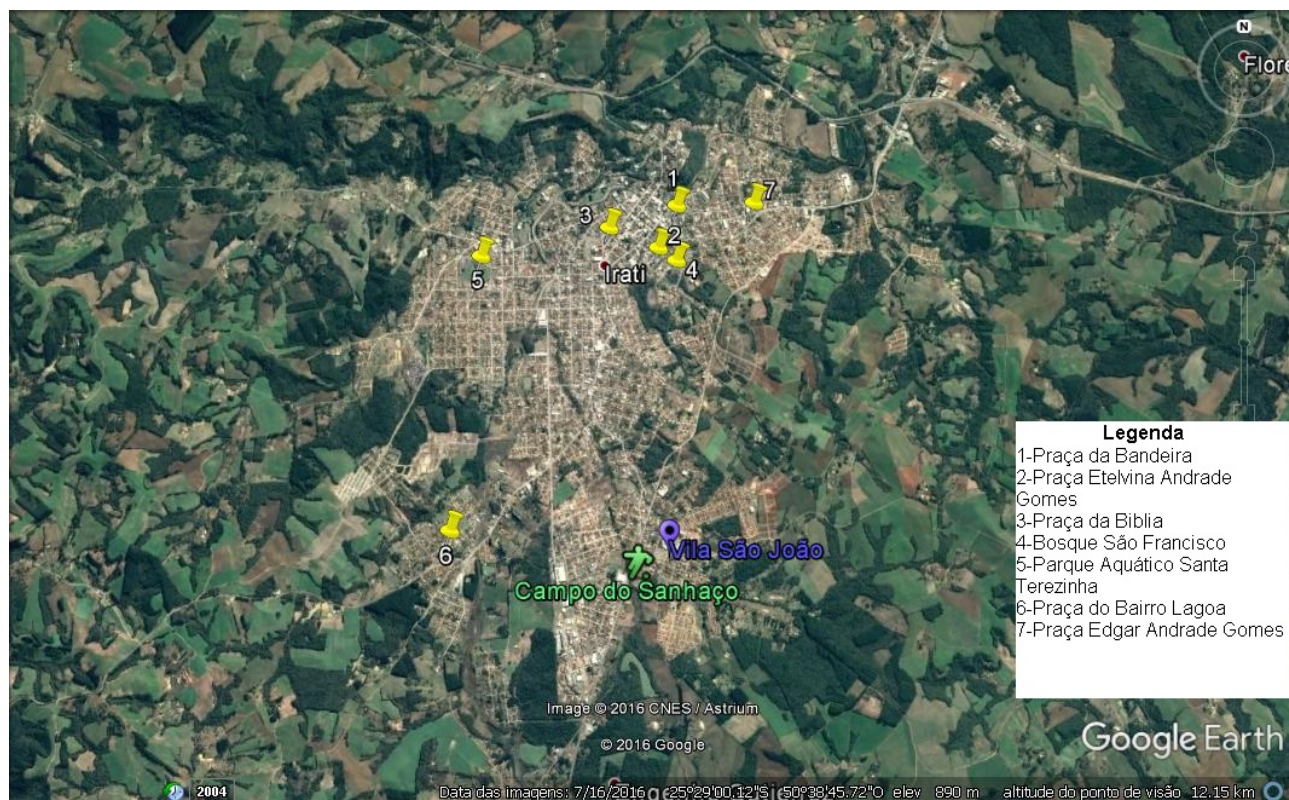 N
Flore
1
7
3
2
4
Irati
5
6
Vila São João
Campo do Sanhaço
Legenda
1-Praça da Bandeira
2-Praça Etelvina Andrade
Gomes
3-Praça da Biblia
4-Bosque São Francisco
5-Parque Aquático Santa
Terezinha
6-Praça do Bairro Lagoa
7-Praça Edgar Andrade Gomes
Image © 2016 CNES / Astrium
© 2016 Google
Google Earth
2004
Data das imagens: 7/16/2016 25°29'00.12"S 50°38'45.72"O elev 890 m altitude do ponto de visão 12.15 km